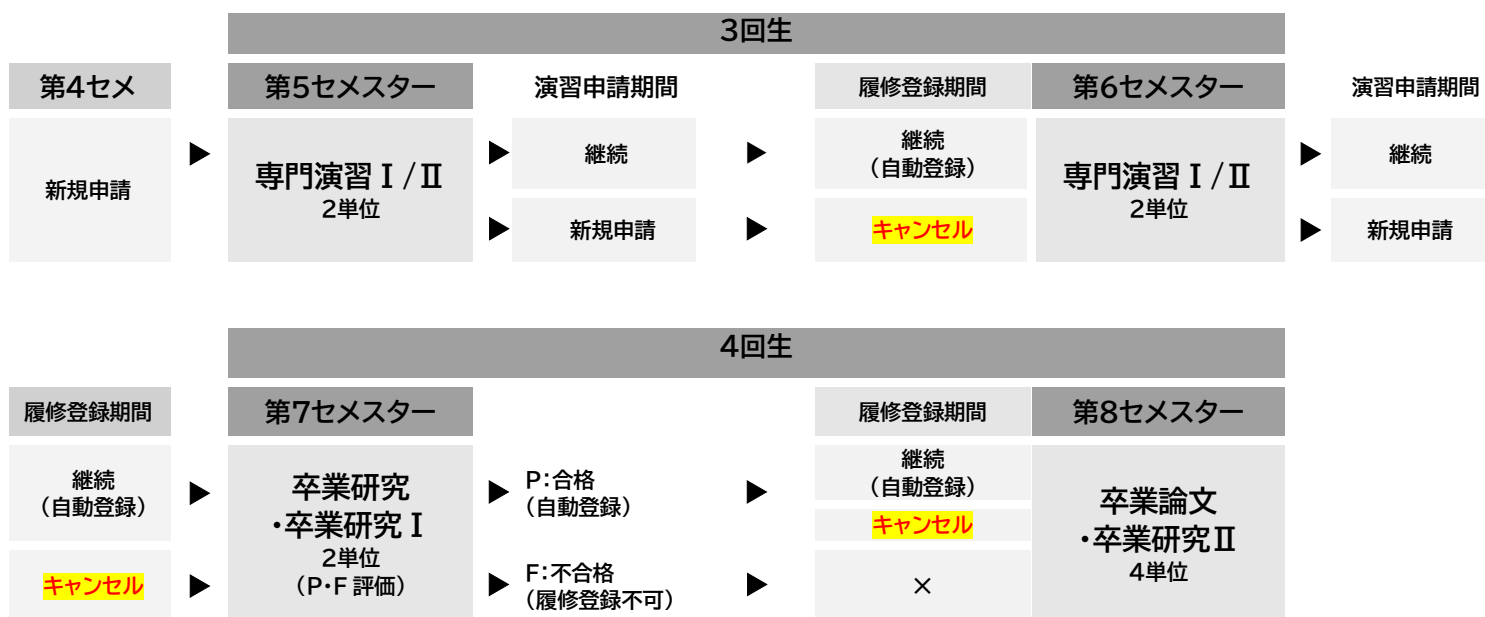 3回生
第4セメ
第5セメスター
演習申請期間
履修登録期間
第6セメスター
演習申請期間
新規申請
▶
専門演習Ⅰ/Ⅱ
2単位
▶
継続
▶
継続
(自動登録)
専門演習Ⅰ/Ⅱ
2単位
▶
継続
▶
新規申請
▶
キャンセル
▶
新規申請
4回生
履修登録期間
第7セメスター
履修登録期間
第8セメスター
継続
(自動登録)
▶
卒業研究
・卒業研究Ⅰ
2単位
(P・F評価)
▶
P:合格
(自動登録)
▶
継続
(自動登録)
キャンセル
卒業論文
・卒業研究Ⅱ
4単位
キャンセル
▶
▶
F:不合格
(履修登録不可)
▶
×